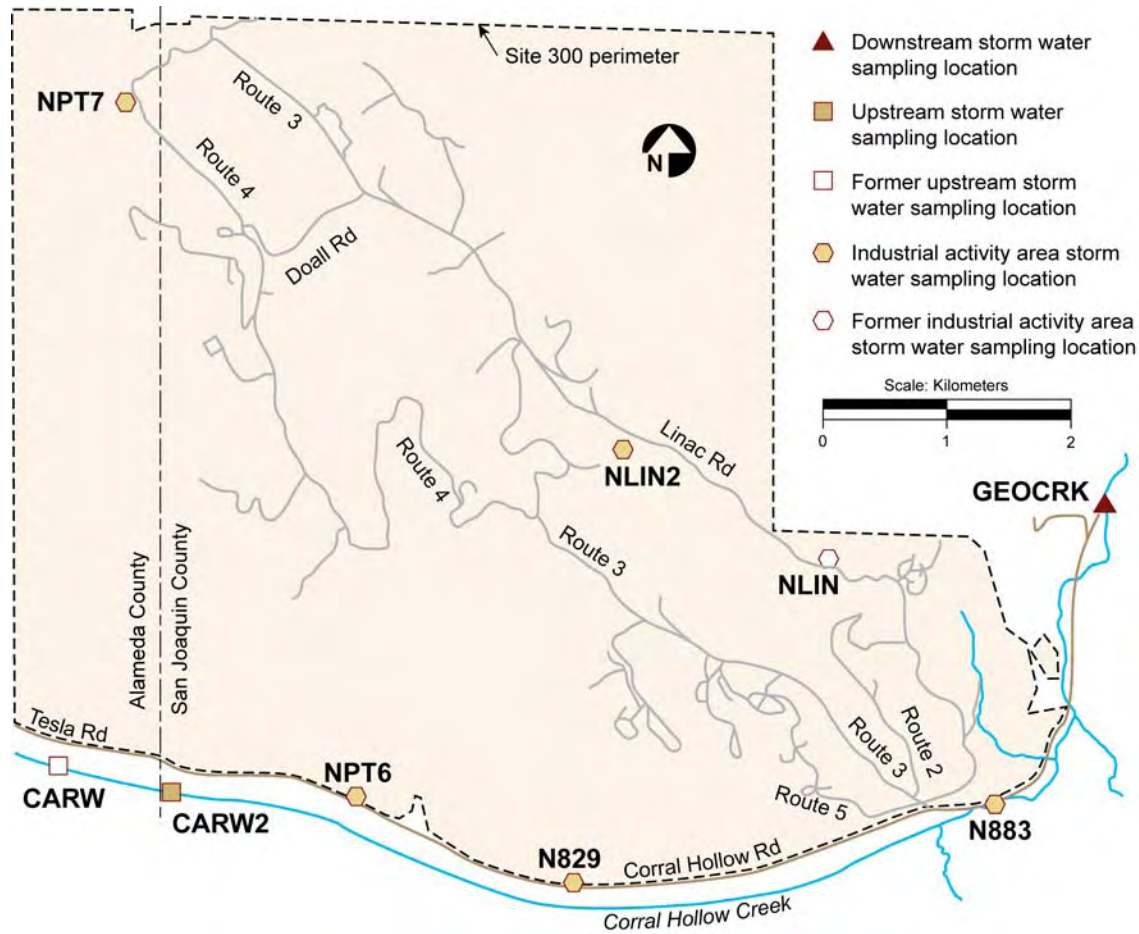 Site 300 perimeter
Downstream storm water
sampling location
Upstream storm water
sampling location
Former upstream storm
water sampling location
Industrial activity area storm
water sampling location
Former industrial activity area
storm water sampling location
Scale: Kilometers
0 1 2
N
NPT7
Route 3
Route 4
Doall Rd
Linac Rd
NLIN2
Route 4
GEOCRK
Route 3
NLIN
Alameda County
San Joaquin County
Tesla Rd
CARW
CARW2
NPT6
Route 3
Route 2
Route 5
N883
N829
Corral Hollow Rd
Corral Hollow Creek